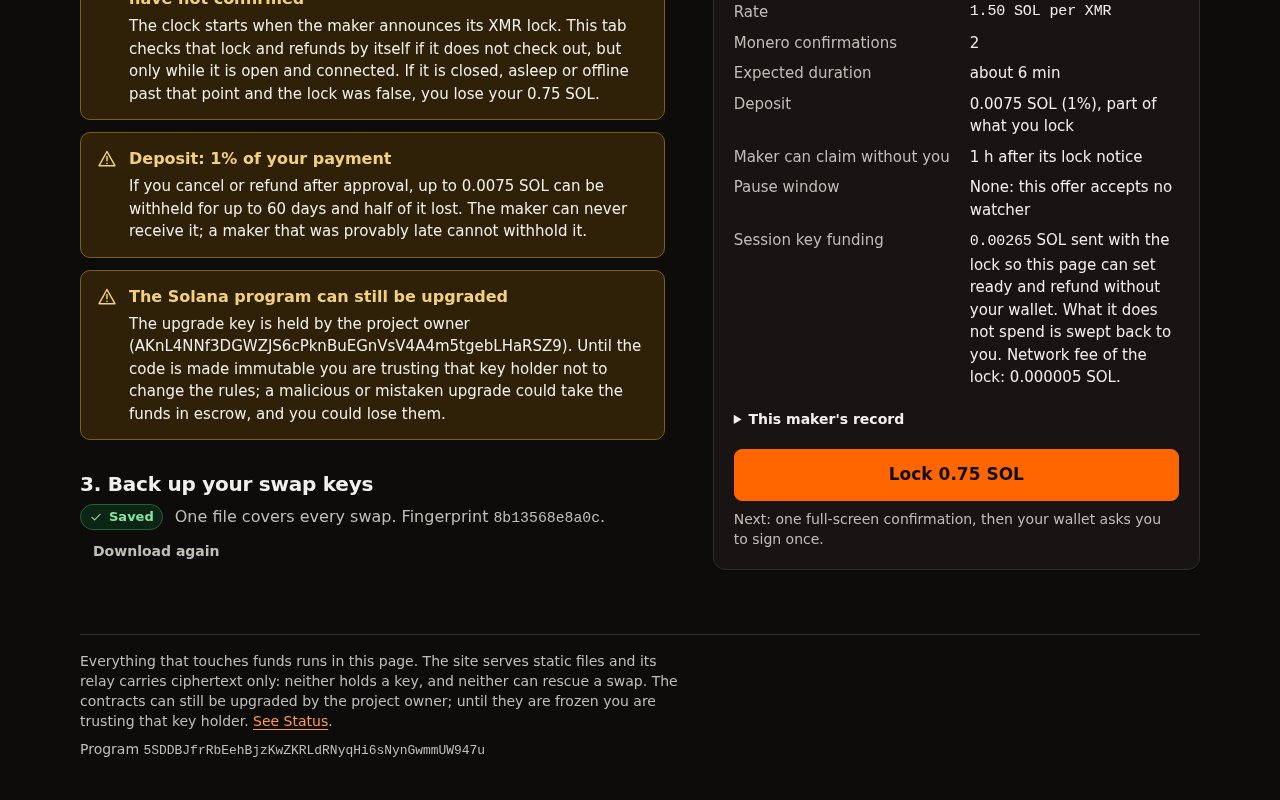 The clock starts when the maker announces its XMR lock. This tab
checks that lock and refunds by itself if it does not check out, but
only while it is open and connected. If it is closed, asleep or offline
past that point and the lock was false, you lose your 0.75 SOL.
Deposit: 1% of your payment
If you cancel or refund after approval, up to 0.0075 SOL can be
withheld for up to 60 days and half of it lost. The maker can never
receive it; a maker that was provably late cannot withhold it.
The Solana program can still be upgraded
The upgrade key is held by the project owner
(AKnL4NNf3DGWZJS6cPknBuEGnVsV4A4m5tgebLHaRSZ9). Until the
code is made immutable you are trusting that key holder not to
change the rules; a malicious or mistaken upgrade could take the
funds in escrow, and you could lose them.
3. Back up your swap keys
Saved One file covers every swap. Fingerprint 8b13568e8a0c.
Download again
Rate 1.50 SOL per XMR
Monero confirmations 2
Expected duration about 6 min
Deposit 0.0075 SOL (1%), part of
what you lock
Maker can claim without you 1 h after its lock notice
Pause window None: this offer accepts no
watcher
Session key funding 0.00265 SOL sent with the
lock so this page can set
ready and refund without
your wallet. What it does
not spend is swept back to
you. Network fee of the
lock: 0.000005 SOL.
This maker's record
Lock 0.75 SOL
Next: one full-screen confirmation, then your wallet asks you
to sign once.
Everything that touches funds runs in this page. The site serves static files and its
relay carries ciphertext only: neither holds a key, and neither can rescue a swap. The
contracts can still be upgraded by the project owner; until they are frozen you are
trusting that key holder. See Status.
Program 5SDDBJfrRbEehBjzKwZKRLdRNyqHi6sNynGwmmUW947u